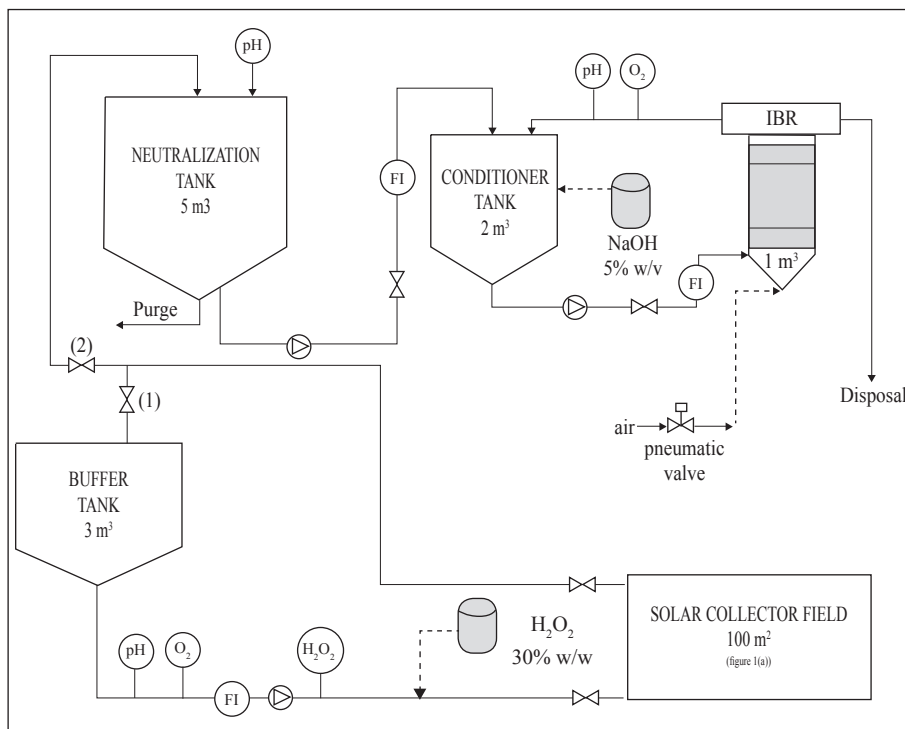 pH
NEUTRALIZATION
TANK
5 m3
Purge
FI
CONDITIONER
TANK
2 m³
pH
O₂
NaOH
5% w/v
IBR
1 m³
FI
Disposal
air
pneumatic
valve
(2)
(1)
BUFFER
TANK
3 m³
pH
O₂
FI
H₂O₂
H₂O₂
30% w/w
SOLAR COLLECTOR FIELD
100 m²
(figure 1(a))